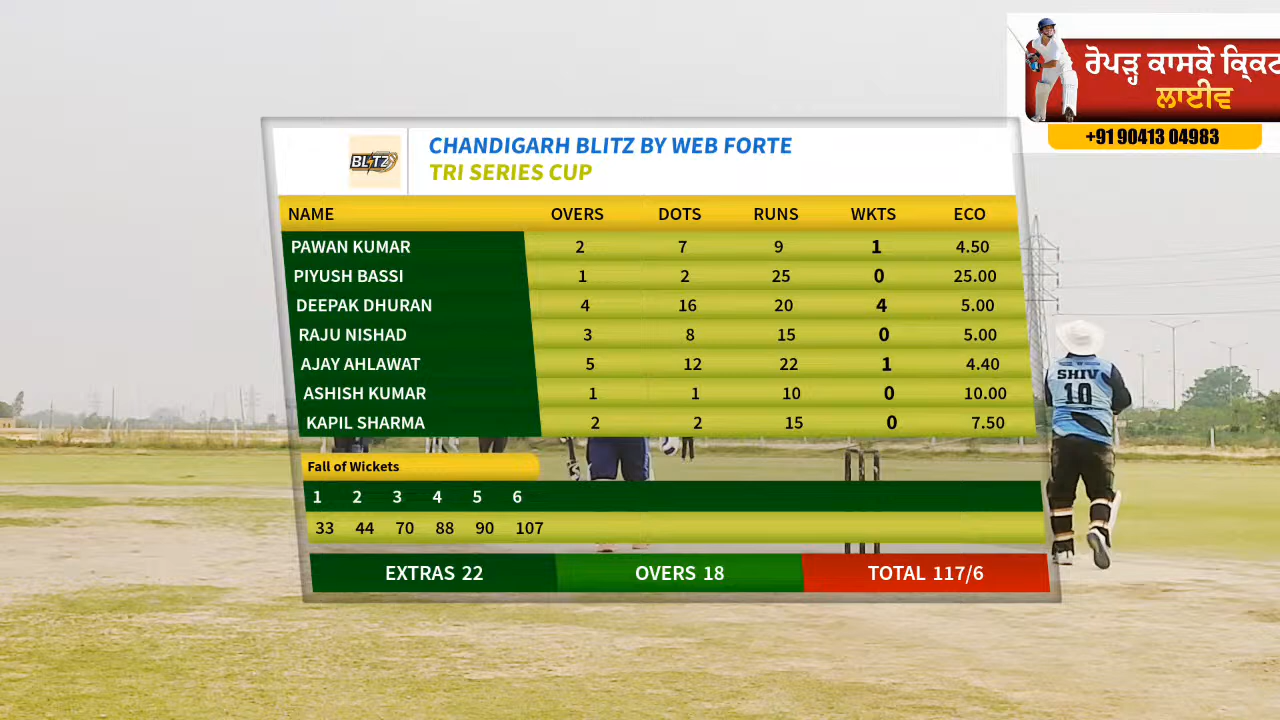 ਰੋਪੜ੍ਹ ਕਾਸਕੋ ਕ੍ਰਿਕਟ
ਲਾਈਵ
+91 90413 04983
BLITZ
CHANDIGARH BLITZ BY WEB FORTE
TRI SERIES CUP
NAME OVERS DOTS RUNS WKTS ECO
PAWAN KUMAR 2 7 9 1 4.50
PIYUSH BASSI 1 2 25 0 25.00
DEEPAK DHURAN 4 16 20 4 5.00
RAJU NISHAD 3 8 15 0 5.00
AJAY AHLAWAT 5 12 22 1 4.40
ASHISH KUMAR 1 1 10 0 10.00
KAPIL SHARMA 2 2 15 0 7.50
Fall of Wickets
1 2 3 4 5 6
33 44 70 88 90 107
EXTRAS 22 OVERS 18 TOTAL 117/6
SHIV
10